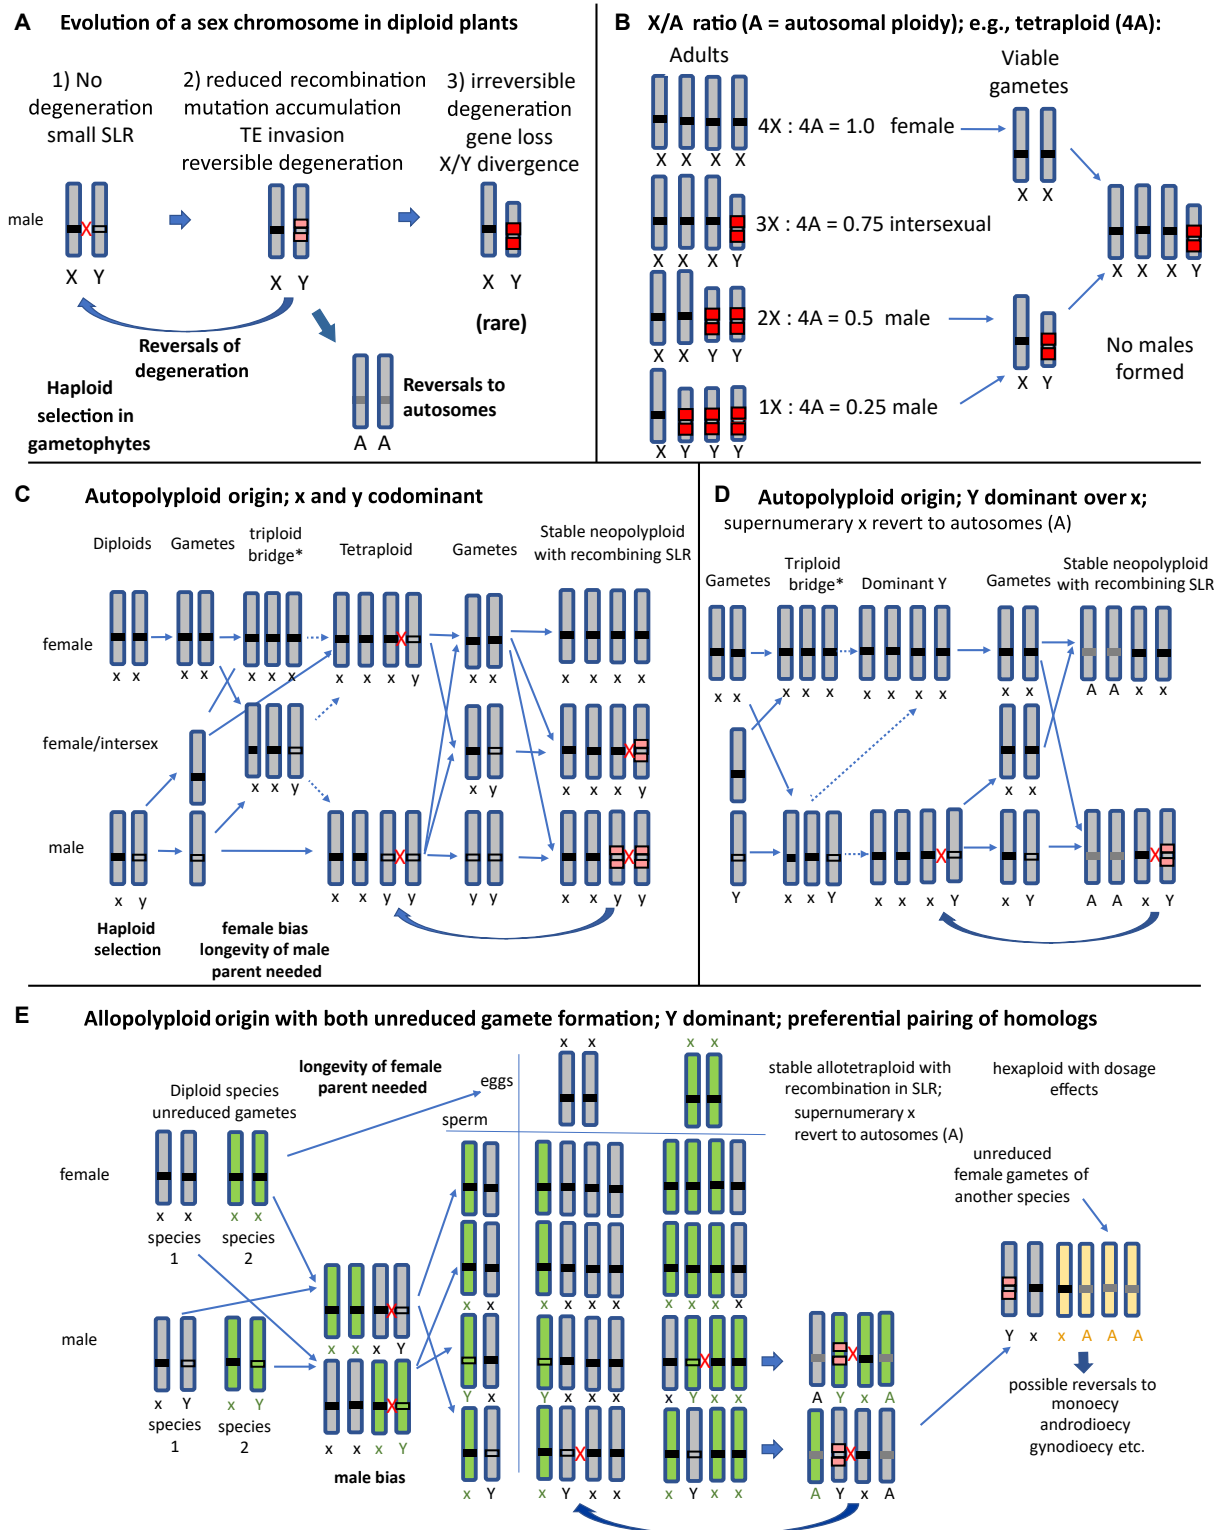 A Evolution of a sex chromosome in diploid plants
1) No
degeneration
small SLR
2) reduced recombination
mutation accumulation
TE invasion
reversible degeneration
3) irreversible
degeneration
gene loss
X/Y divergence
male
X Y
X Y
X Y
(rare)
Reversals of
degeneration
Haploid
selection in
gametophytes
Reversals to
autosomes
A A
B X/A ratio (A = autosomal ploidy); e.g., tetraploid (4A):
Adults
Viable
gametes
4X : 4A = 1.0 female
X X X X
X X
3X : 4A = 0.75 intersexual
X X X Y
X X X Y
2X : 4A = 0.5 male
X X Y Y
X Y
No males
formed
1X : 4A = 0.25 male
X Y Y Y
C Autopolyploid origin; x and y codominant
Diploids
Gametes
triploid
bridge*
Tetraploid
Gametes
Stable neopolyploid
with recombining SLR
female
x x
x x
x x x
x x x y
x x
x x x x
female/intersex
x x y
x y
x x x y
male
x y
x x y y
y y
x x y y
Haploid
selection
female bias
longevity of male
parent needed
D Autopolyploid origin; Y dominant over x;
supernumerary x revert to autosomes (A)
Gametes
Triploid
bridge*
Dominant Y
Gametes
Stable neopolyploid
with recombining SLR
x x
x x x
x x x x
x x
A A x x
x x
Y
x x Y
x x x Y
x Y
A A x Y
E Allopolyploid origin with both unreduced gamete formation; Y dominant; preferential pairing of homologs
x x
x x
longevity of female
parent needed
eggs
sperm
Diploid species
unreduced gametes
stable allotetraploid with
recombination in SLR;
supernumerary x
revert to autosomes (A)
hexaploid with dosage
effects
unreduced
female gametes of
another species
female
x x
x x
species
1
species
2
x x
x x x x
x x x x
Y x x A A A
male
x x x Y
x Y
x Y
species
1
species
2
Y x
Y x x x
x Y x x
A Y x A
x x x Y
male bias
x Y
x Y x x
x Y x x
A Y x A
possible reversals to
monoecy
androdioecy
gynodioecy etc.